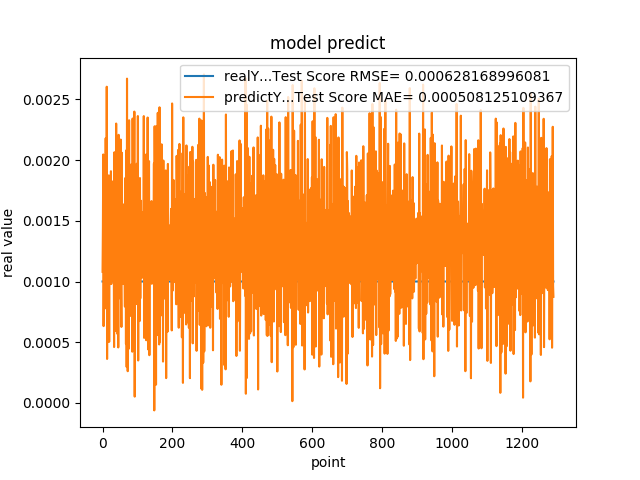 model predict
realY...Test Score RMSE= 0.000628168996081
predictY...Test Score MAE= 0.000508125109367
real value
0.0025
0.0020
0.0015
0.0010
0.0005
0.0000
0 200 400 600 800 1000 1200
point